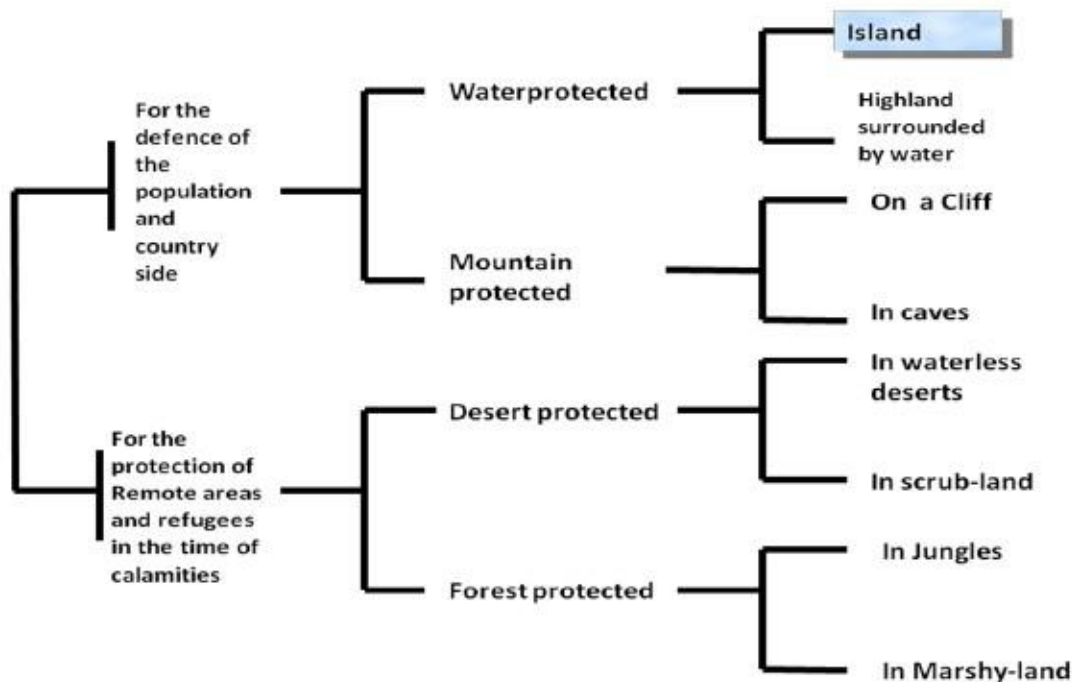 For the
defence of
the
population
and
country
side
Waterprotected
Island
Highland
surrounded
by water
Mountain
protected
On a Cliff
In caves
For the
protection of
Remote areas
and refugees
in the time of
calamities
Desert protected
In waterless
deserts
In scrub-land
Forest protected
In Jungles
In Marshy-land